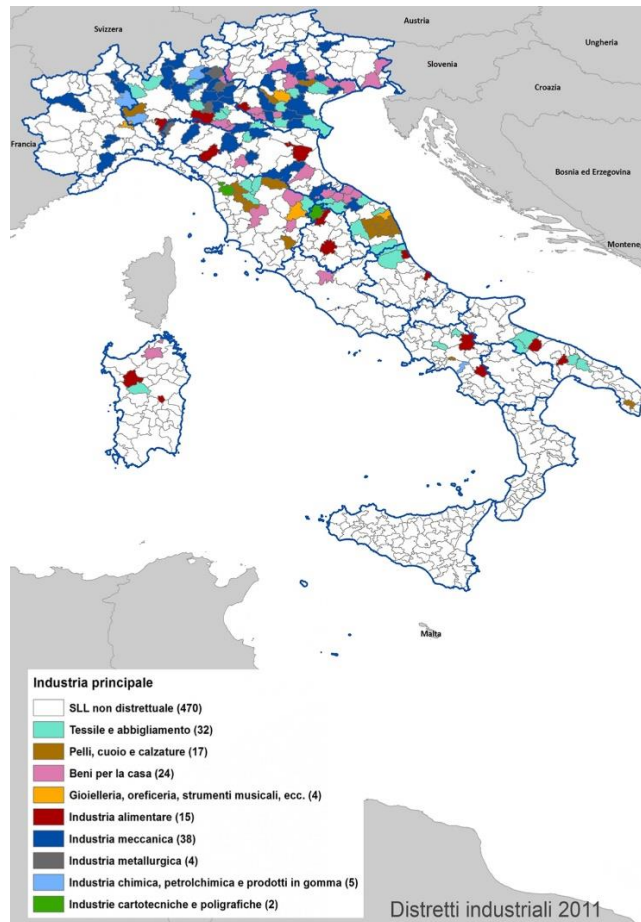 Svizzera
Austria
Ungheria
Slovenia
Croazia
Francia
Bosnia ed Erzegovina
Montene
Malta
Industria principale
SLL non distrettuale (470)
Tessile e abbigliamento (32)
Pelli, cuoio e calzature (17)
Beni per la casa (24)
Gioielleria, oreficeria, strumenti musicali, ecc. (4)
Industria alimentare (15)
Industria meccanica (38)
Industria metallurgica (4)
Industria chimica, petrolchimica e prodotti in gomma (5)
Industrie cartotecniche e poligrafiche (2)
Distretti industriali 2011